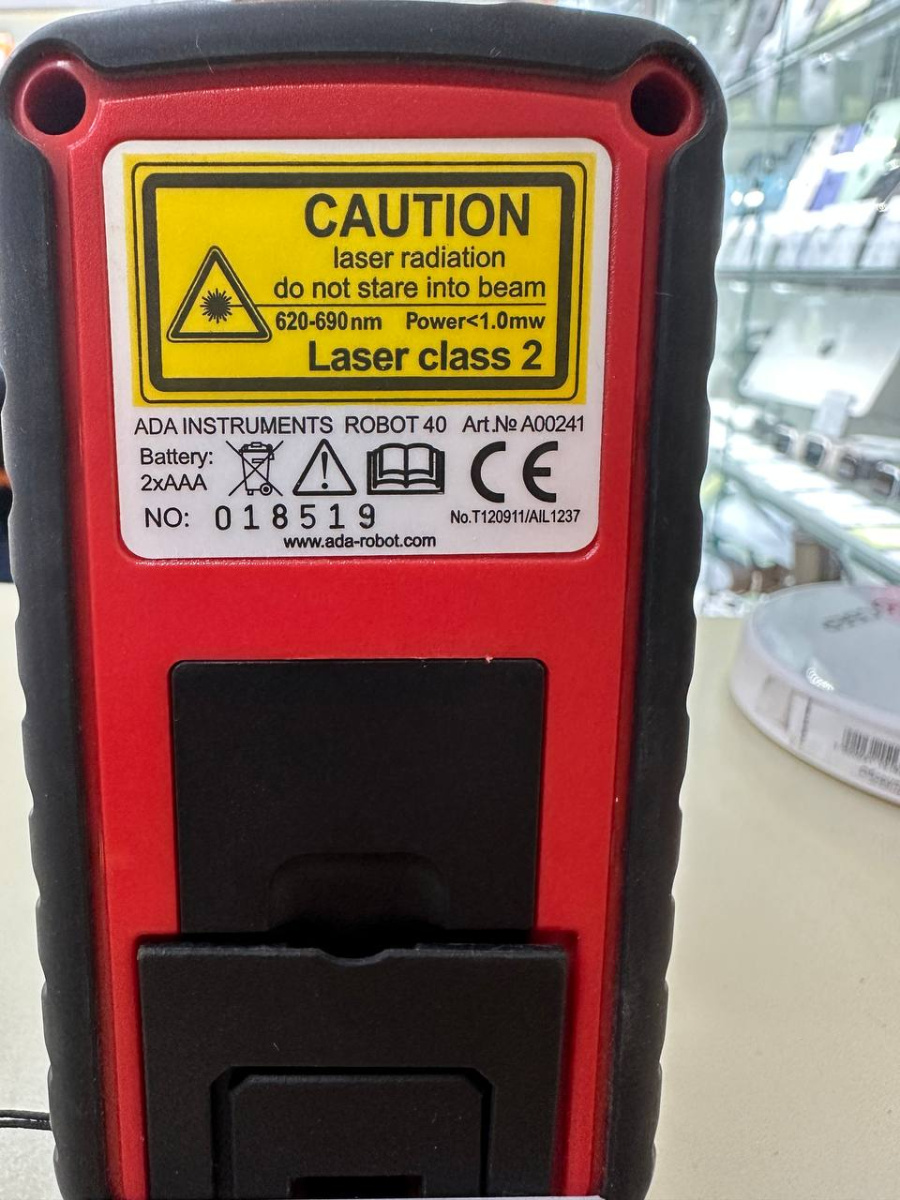 CAUTION
laser radiation
do not stare into beam
620-690nm Power<1.0mw
Laser class 2
ADA INSTRUMENTS ROBOT 40 Art.№ A00241
Battery:
2xAAA
CE
NO: 018519 No.T120911/AIL1237
www.ada-robot.com